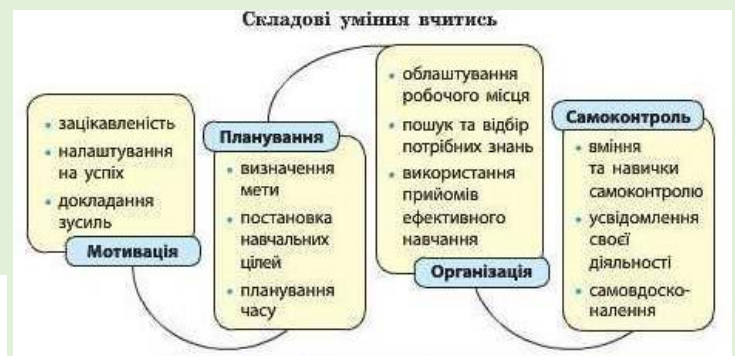 Складові уміння вчитись
• зацікавленість
• налаштування
на успіх
• докладання
зусиль
Мотивація
Планування
• визначення
мети
• постановка
навчальних
цілей
• планування
часу
• облаштування
робочого місця
• пошук та відбір
потрібних знань
• використання
прийомів
ефективного
навчання
Організація
Самоконтроль
• вміння
та навички
самоконтролю
• усвідомлення
своєї
діяльності
• самовдоско-
налення